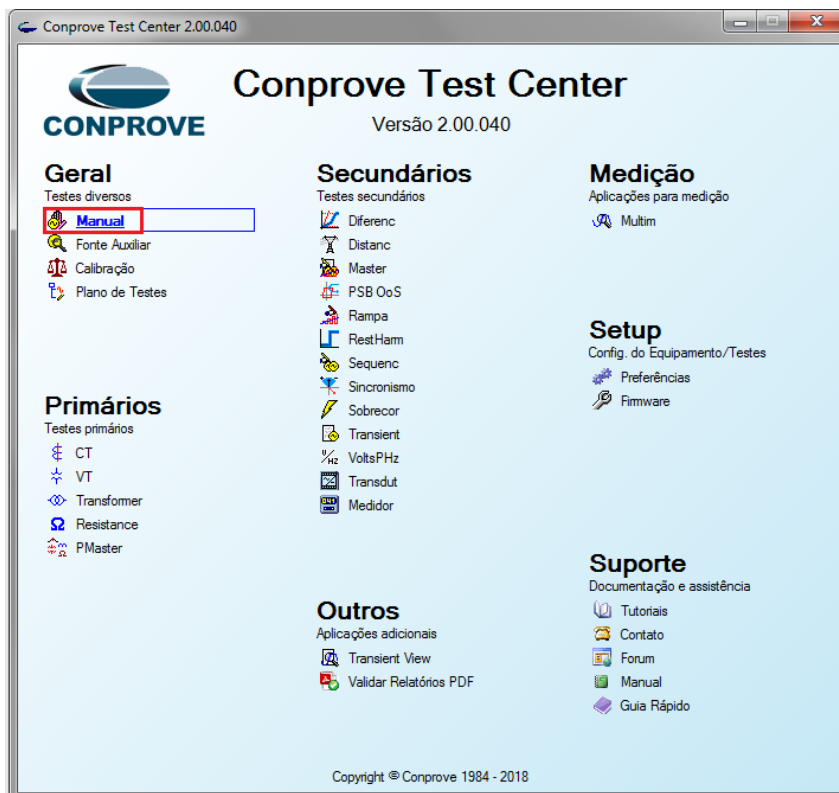 Conprove Test Center 2.00.040
CONPROVE
Conprove Test Center
Versão 2.00.040
Geral
Testes diversos
Manual
Fonte Auxiliar
Calibração
Plano de Testes
Primários
Testes primários
CT
VT
Transformer
Resistance
PMaster
Secundários
Testes secundários
Diferenc
Distanc
Master
PSB OoS
Rampa
RestHam
Sequenc
Sincronismo
Sobrecor
Transient
VoltsPHz
Transdut
Medidor
Outros
Aplicações adicionais
Transient View
Validar Relatórios PDF
Medição
Aplicações para medição
Multim
Setup
Config. do Equipamento/Testes
Preferências
Firmware
Suporte
Documentação e assistência
Tutoriais
Contato
Forum
Manual
Guia Rápido
Copyright © Conprove 1984 - 2018